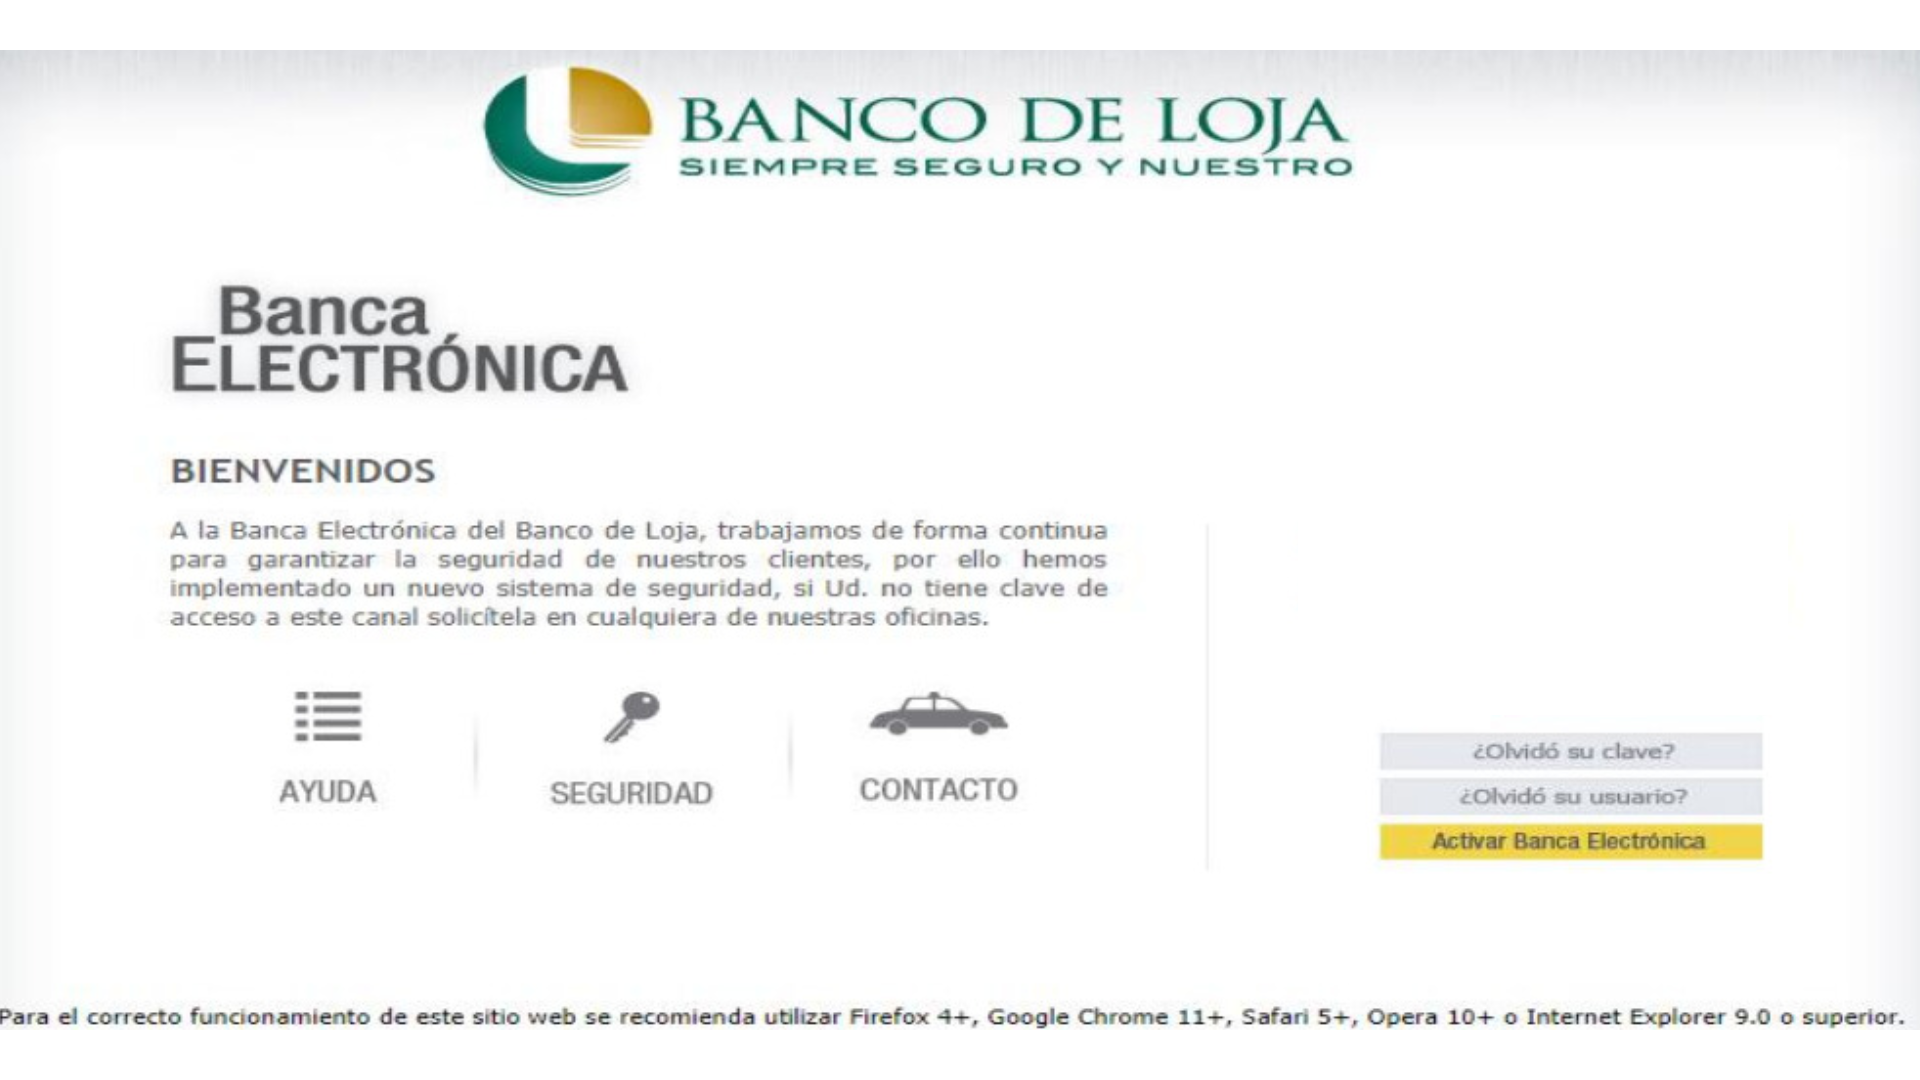 BANCO DE LOJA
SIEMPRE SEGURO Y NUESTRO
Banca
ELECTRÓNICA
BIENVENIDOS
A la Banca Electrónica del Banco de Loja, trabajamos de forma continua
para garantizar la seguridad de nuestros clientes, por ello hemos
implementado un nuevo sistema de seguridad, si Ud. no tiene clave de
acceso a este canal solicítela en cualquiera de nuestras oficinas.
AYUDA
SEGURIDAD
CONTACTO
¿Olvidó su clave?
¿Olvidó su usuario?
Activar Banca Electrónica
Para el correcto funcionamiento de este sitio web se recomienda utilizar Firefox 4+, Google Chrome 11+, Safari 5+, Opera 10+ o Internet Explorer 9.0 o superior.